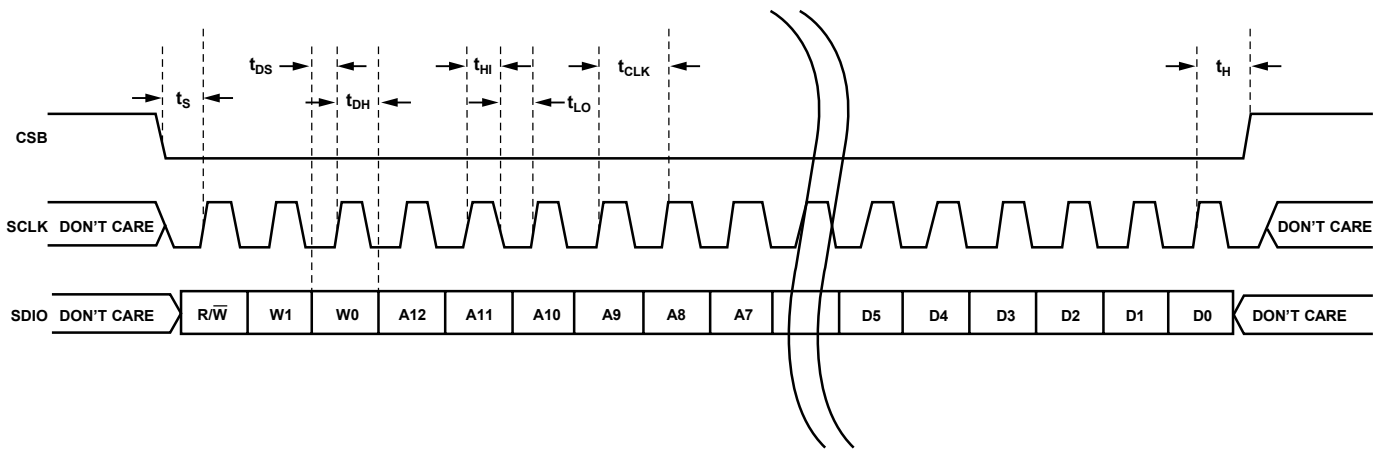 tDS
tHI
tCLK
tH
tS
tDH
tLO
CSB
SCLK DON'T CARE
DON'T CARE
SDIO DON'T CARE R/W̅ W1 W0 A12 A11 A10 A9 A8 A7 D5 D4 D3 D2 D1 D0 DON'T CARE